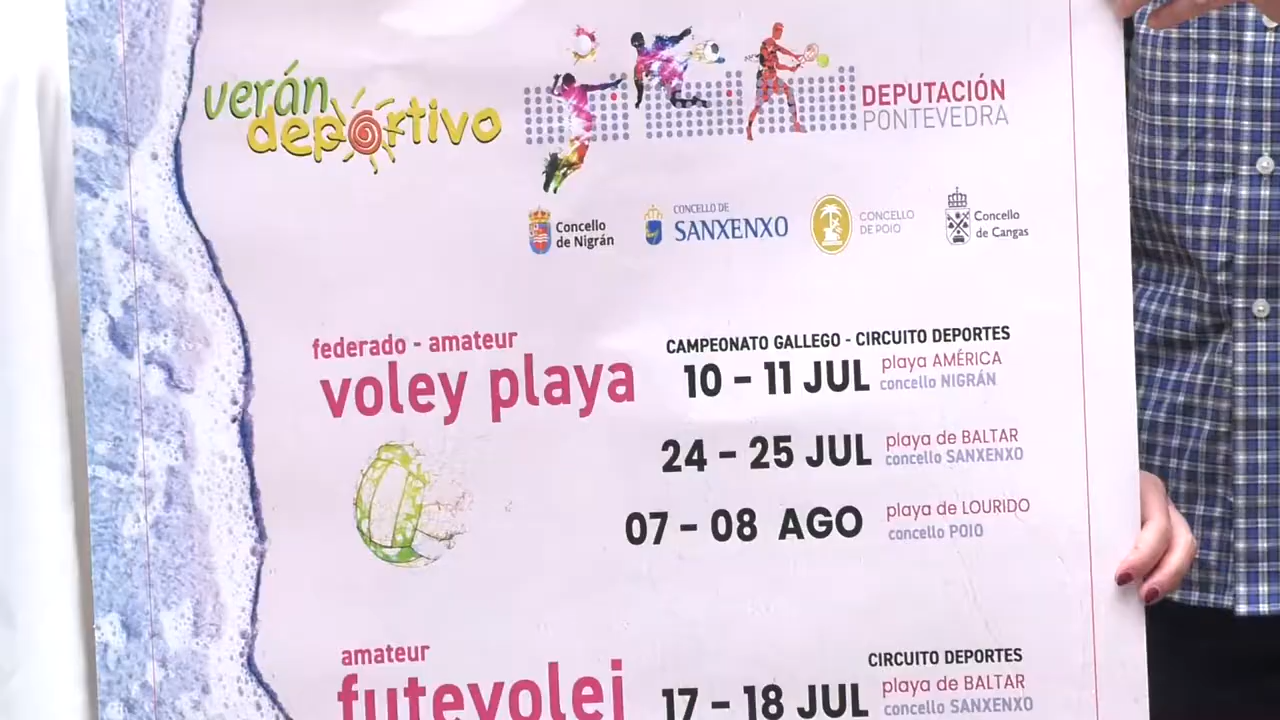 verán
deportivo
DEPUTACIÓN
PONTEVEDRA
Concello
de Nigrán
CONCELLO DE
SANXENXO
CONCELLO
DE POIO
Concello
de Cangas
federado - amateur
voley playa
CAMPEONATO GALLEGO - CIRCUITO DEPORTES
10 - 11 JUL
playa AMÉRICA
concello NIGRÁN
24 - 25 JUL
playa de BALTAR
concello SANXENXO
07 - 08 AGO
playa de LOURIDO
concello POIO
amateur
futevolei
CIRCUITO DEPORTES
17 - 18 JUL
playa de BALTAR
concello SANXENXO